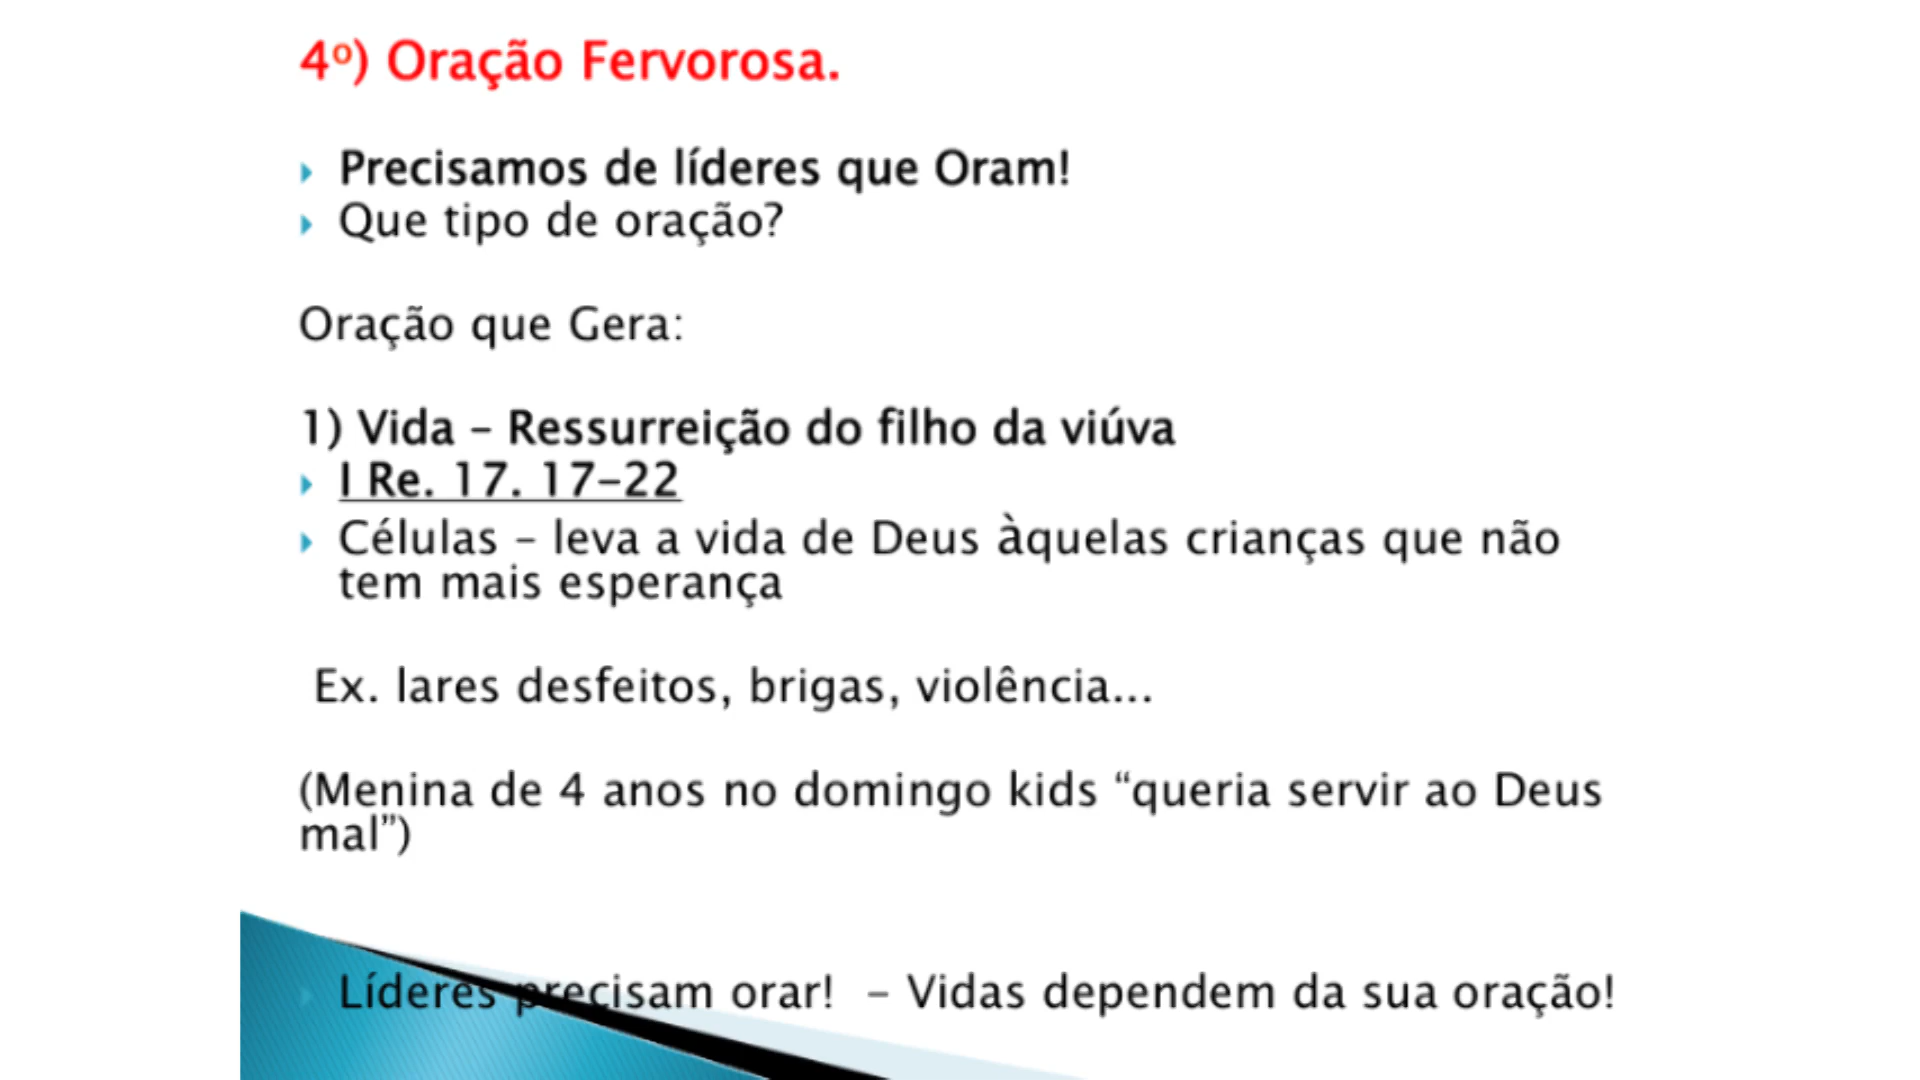 4º) Oração Fervorosa.
Precisamos de líderes que Oram!
Que tipo de oração?
Oração que Gera:
1) Vida – Ressurreição do filho da viúva
I Re. 17. 17-22
Células – leva a vida de Deus àquelas crianças que não
tem mais esperança
Ex. lares desfeitos, brigas, violência...
(Menina de 4 anos no domingo kids “queria servir ao Deus
mal”)
Líderes precisam orar!  – Vidas dependem da sua oração!